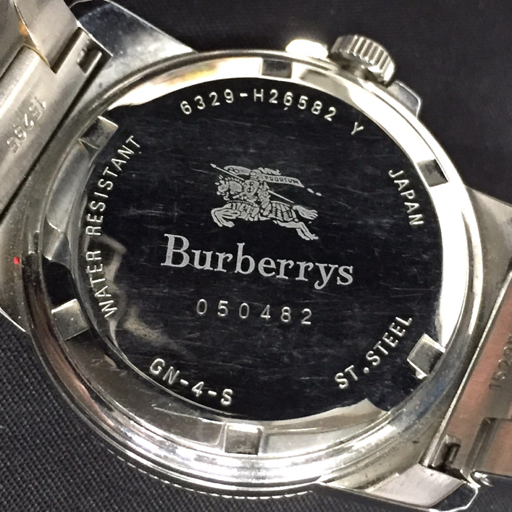 6329-H26582 Y
JAPAN
WATER RESISTANT
Burberrys
050482
GN-4-S
ST.STEEL